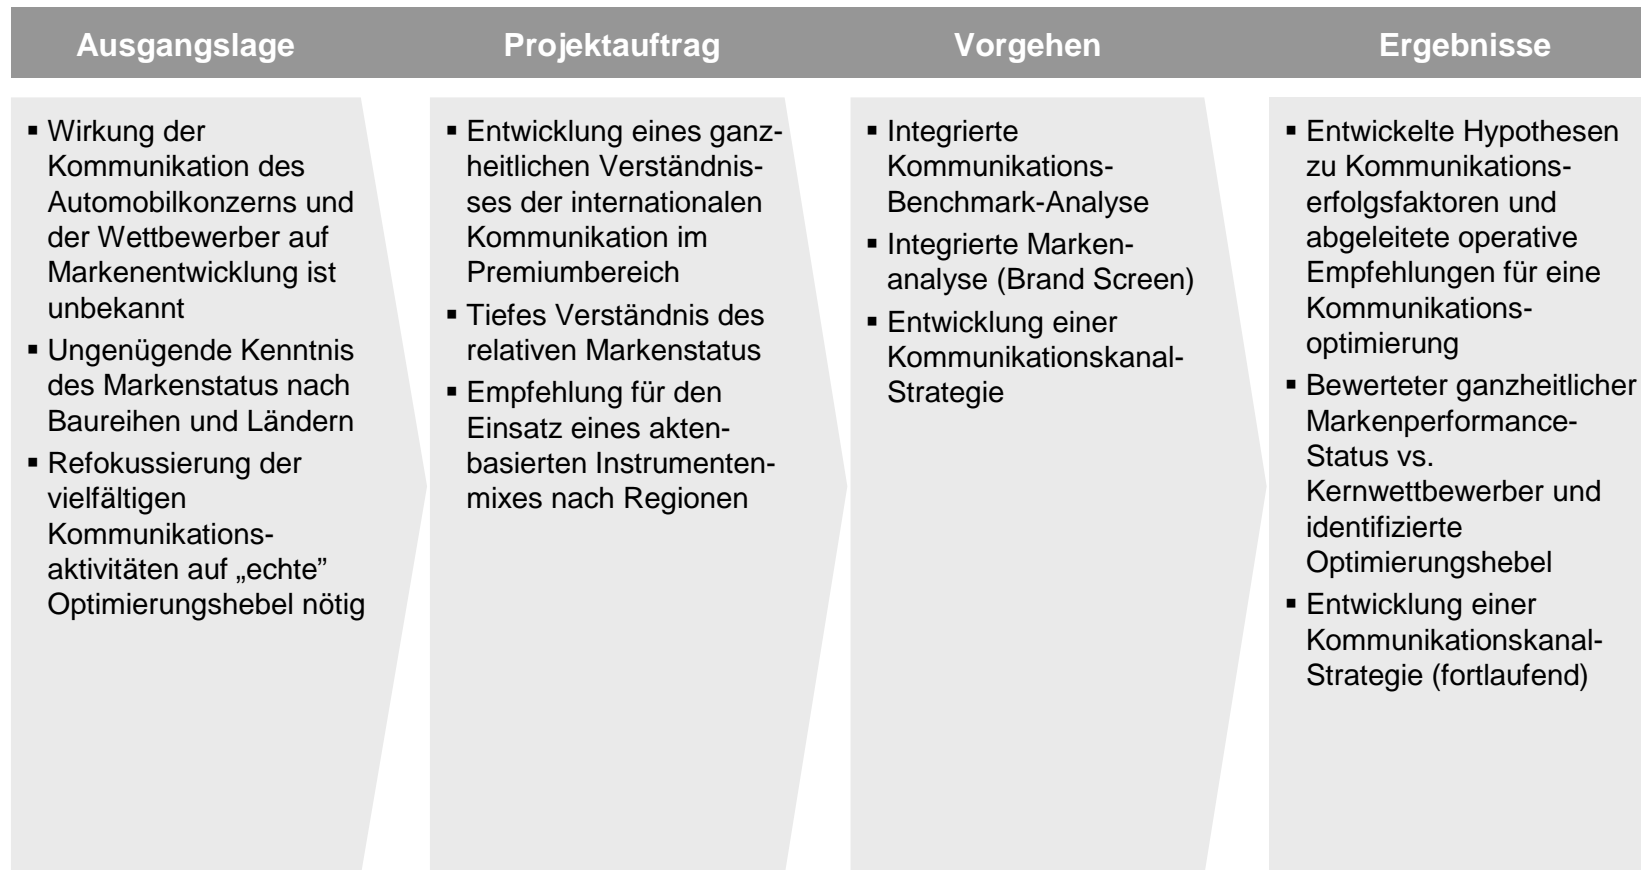 Ausgangslage
Projektauftrag
Vorgehen
Ergebnisse
▪ Wirkung der
Kommunikation des
Automobilkonzerns und
der Wettbewerber auf
Markenentwicklung ist
unbekannt
▪ Ungenügende Kenntnis
des Markenstatus nach
Baureihen und Ländern
▪ Refokussierung der
vielfältigen
Kommunikations-
aktivitäten auf „echte”
Optimierungshebel nötig
▪ Entwicklung eines ganz-
heitlichen Verständnis-
ses der internationalen
Kommunikation im
Premiumbereich
▪ Tiefes Verständnis des
relativen Markenstatus
▪ Empfehlung für den
Einsatz eines akten-
basierten Instrumenten-
mixes nach Regionen
▪ Integrierte
Kommunikations-
Benchmark-Analyse
▪ Integrierte Marken-
analyse (Brand Screen)
▪ Entwicklung einer
Kommunikationskanal-
Strategie
▪ Entwickelte Hypothesen
zu Kommunikations-
erfolgsfaktoren und
abgeleitete operative
Empfehlungen für eine
Kommunikations-
optimierung
▪ Bewerteter ganzheitlicher
Markenperformance-
Status vs.
Kernwettbewerber und
identifizierte
Optimierungshebel
▪ Entwicklung einer
Kommunikationskanal-
Strategie (fortlaufend)